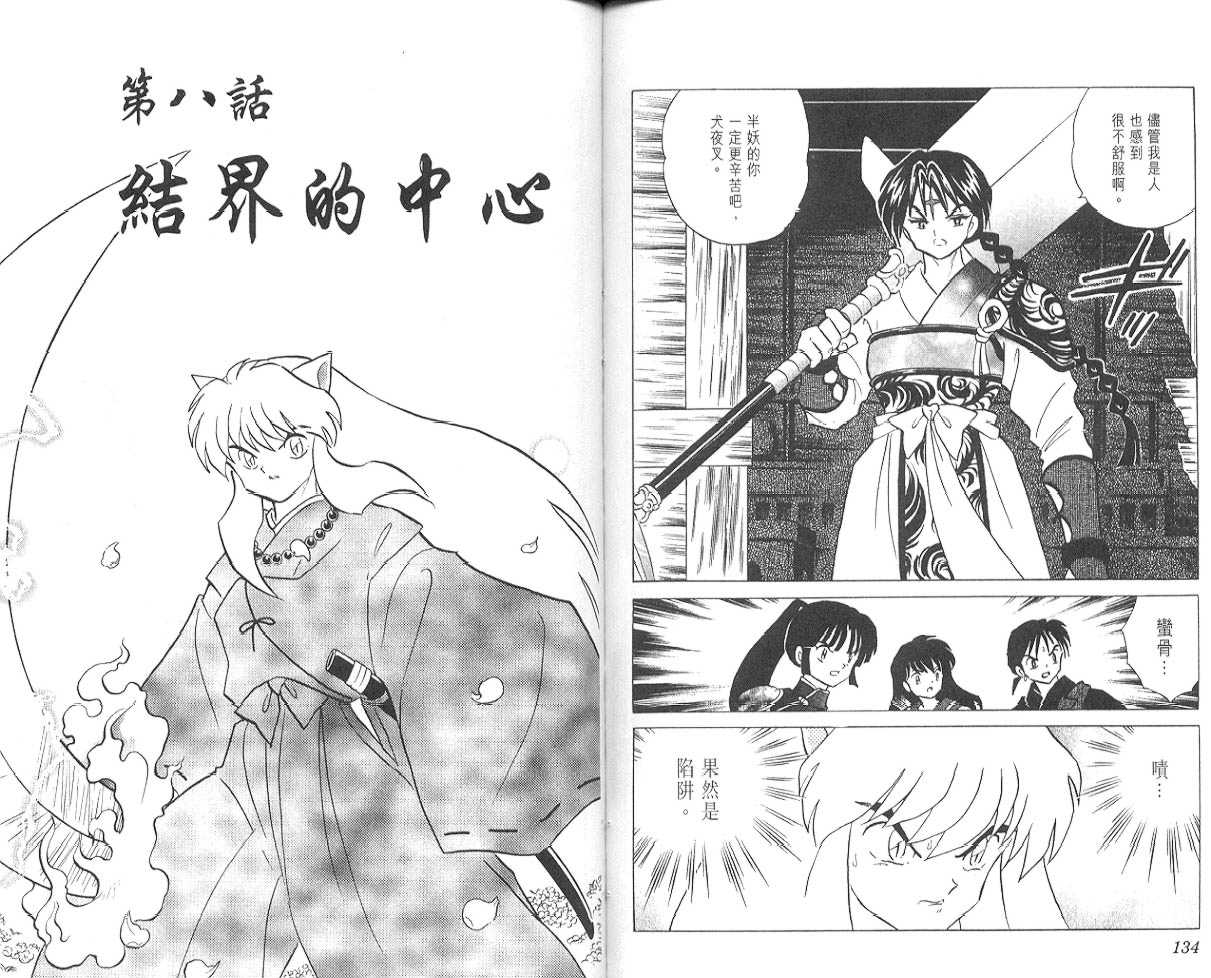 儘管我是人
也感到
很不舒服啊。
半妖的你
一定更辛苦吧，
犬夜叉。
蠻骨…
嘖…
果然是
陷阱。
134
第八話
結界的中心